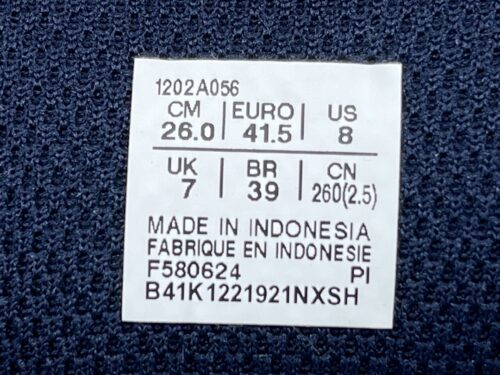 1202A056
CM | EURO | US
26.0 | 41.5 | 8
UK | BR | CN
7 | 39 | 260(2.5)
MADE IN INDONESIA
FABRIQUE EN INDONESIE
F580624 PI
B41K1221921NXSH